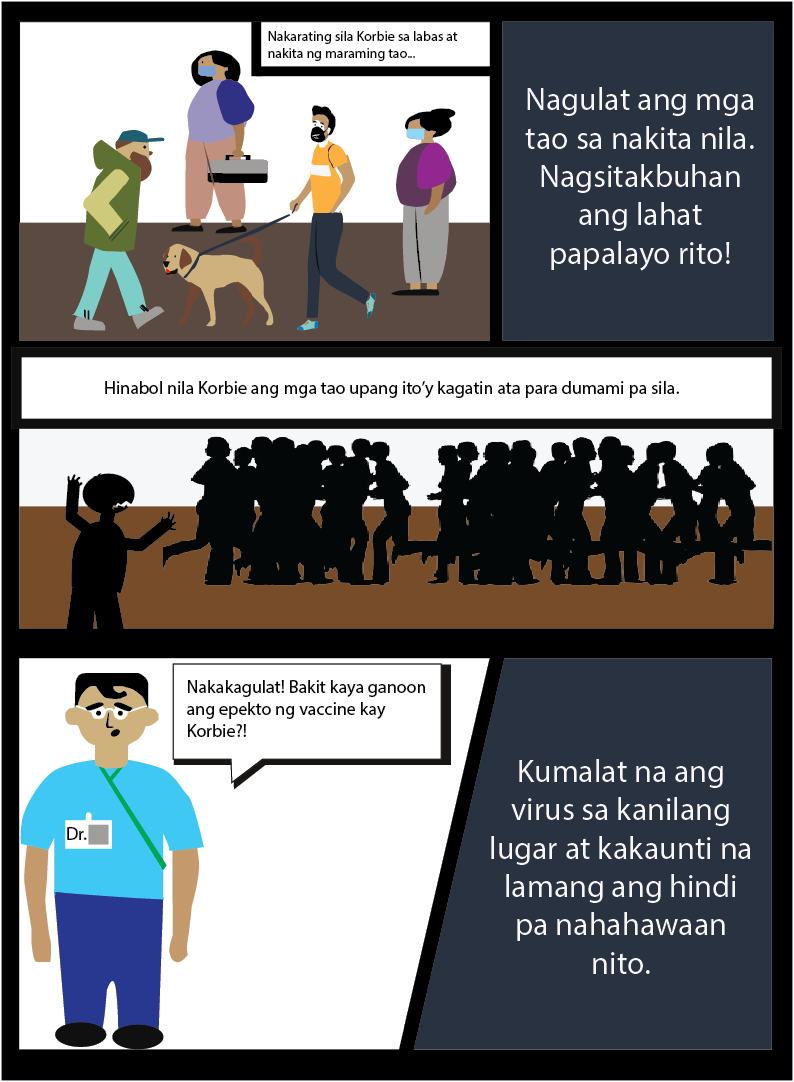 Nakarating sila Korbie sa labas at
nakita ng maraming tao...
Nagulat ang mga
tao sa nakita nila.
Nagsitakbuhan
ang lahat
papalayo rito!
Hinabol nila Korbie ang mga tao upang ito'y kagatin ata para dumami pa sila.
Nakakagulat! Bakit kaya ganoon
ang epekto ng vaccine kay
Korbie?!
Dr.
Kumalat na ang
virus sa kanilang
lugar at kakaunti na
lamang ang hindi
pa nahahawaan
nito.